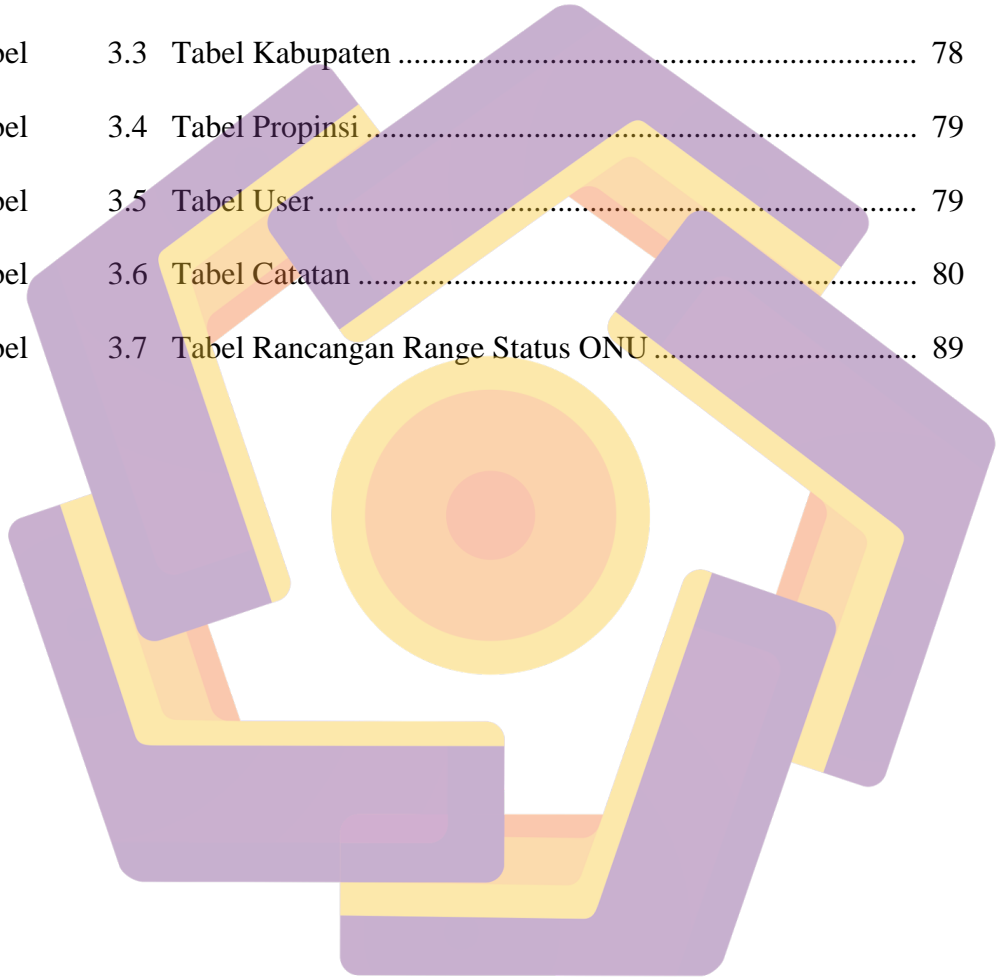 bel 3.3 Tabel Kabupaten ................................................................ 78
bel 3.4 Tabel Propinsi .................................................................... 79
bel 3.5 Tabel User .......................................................................... 79
bel 3.6 Tabel Catatan ..................................................................... 80
bel 3.7 Tabel Rancangan Range Status ONU ................................ 89